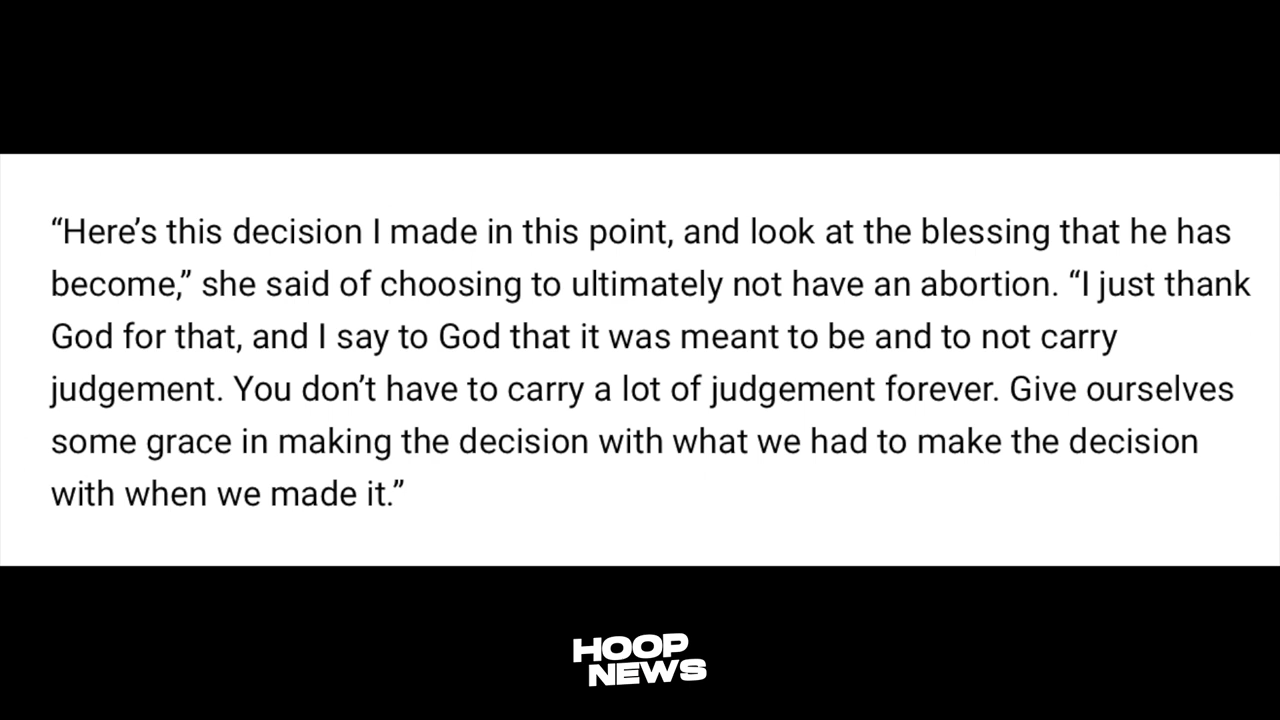 “Here’s this decision I made in this point, and look at the blessing that he has
become,” she said of choosing to ultimately not have an abortion. “I just thank
God for that, and I say to God that it was meant to be and to not carry
judgement. You don’t have to carry a lot of judgement forever. Give ourselves
some grace in making the decision with what we had to make the decision
with when we made it.”
HOOP
NEWS